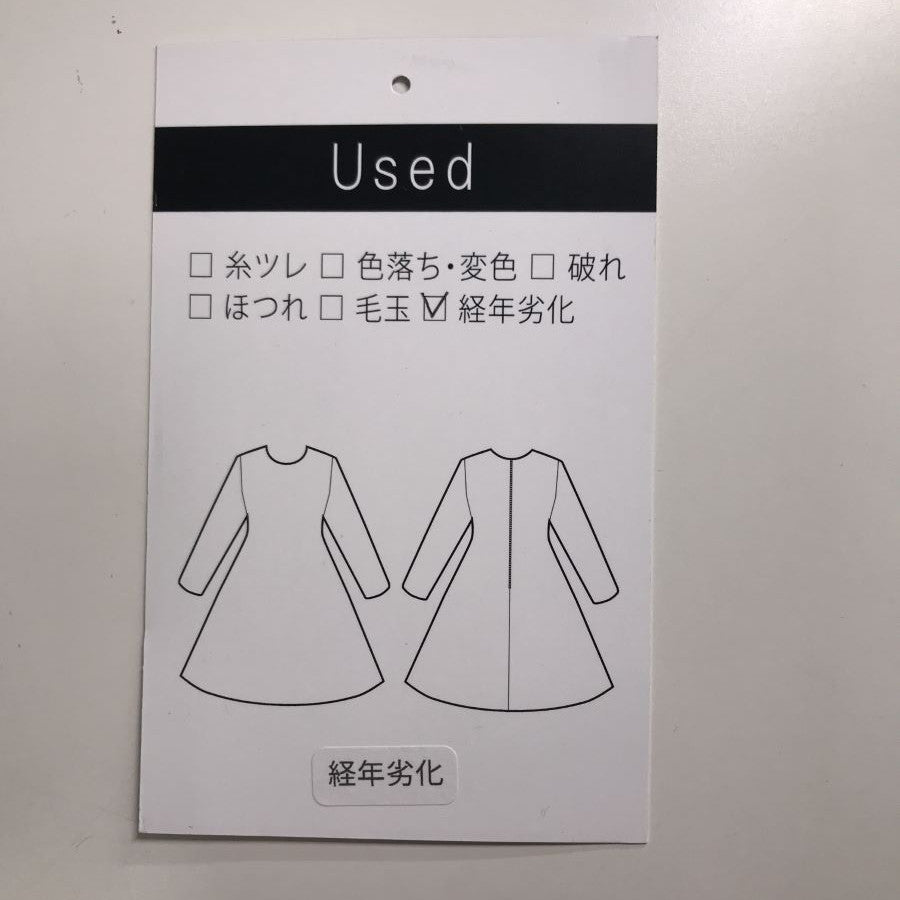 Used
□ 糸ツレ □ 色落ち・変色 □ 破れ
□ ほつれ □ 毛玉 ☑ 経年劣化
経年劣化